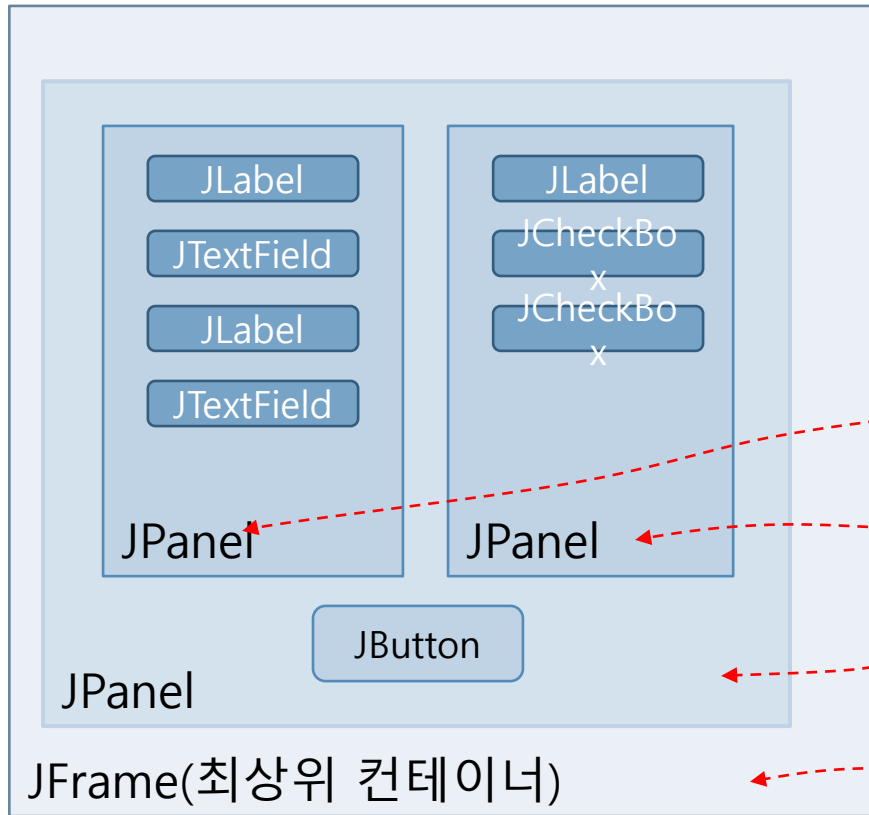 JLabel
JTextField
JLabel
JTextField
JPanel
JLabel
JCheckBo
x
JCheckBo
x
JPanel
JButton
JPanel
JFrame(최상위 컨테이너)